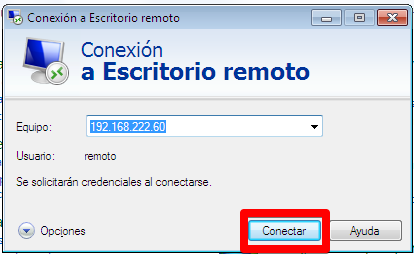 Conexión a Escritorio remoto
Conexión
a Escritorio remoto
Equipo: 192.168.222.60
Usuario: remoto
Se solicitarán credenciales al conectarse.
Opciones Conectar Ayuda